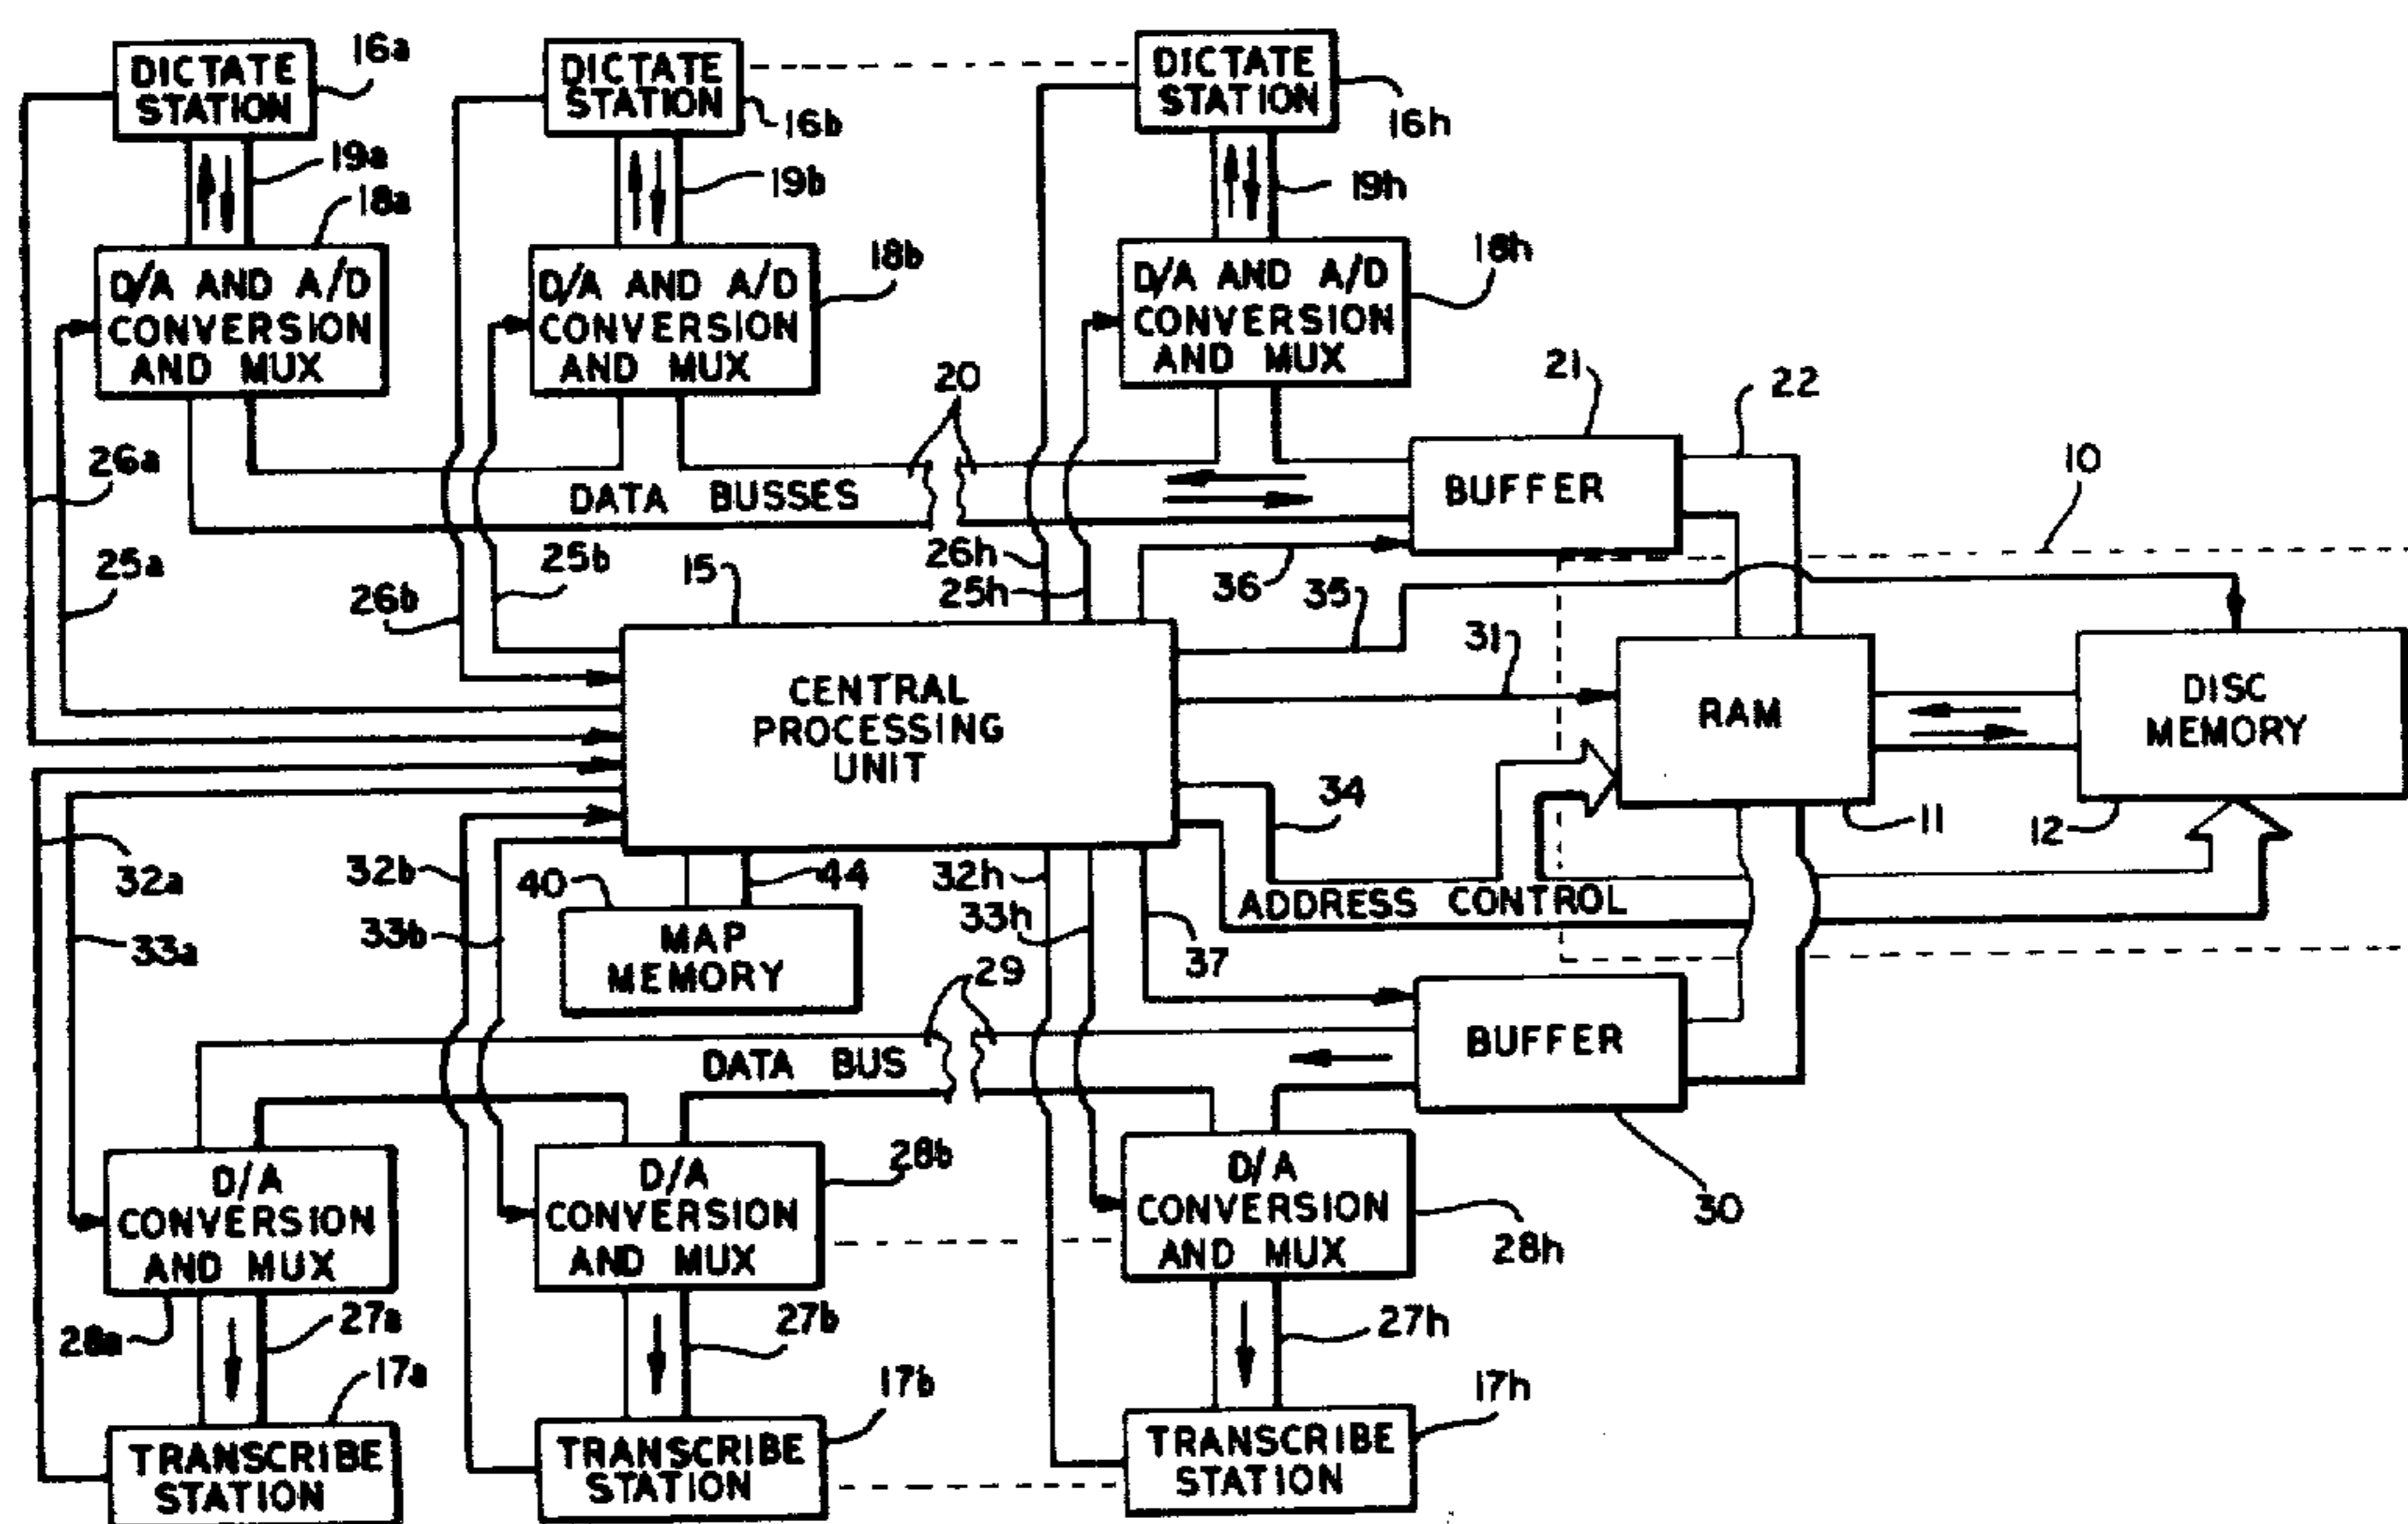 DICTATE
STATION
16a
DICTATE
STATION
16b
DICTATE
STATION
16h
19a
19b
19h
18a
18b
18h
D/A AND A/D
CONVERSION
AND MUX
D/A AND A/D
CONVERSION
AND MUX
D/A AND A/D
CONVERSION
AND MUX
20
21
22
10
26a
DATA BUSSES
BUFFER
25a
26b
25b
15
26h
25h
36
35
31
CENTRAL
PROCESSING
UNIT
RAM
DISC
MEMORY
34
11
12
32a
33a
32b
33b
40
44
32h
33h
ADDRESS CONTROL
37
MAP
MEMORY
29
DATA BUS
BUFFER
30
D/A
CONVERSION
AND MUX
28a
D/A
CONVERSION
AND MUX
28b
D/A
CONVERSION
AND MUX
28h
27a
27b
27h
17a
17b
17h
TRANSCRIBE
STATION
TRANSCRIBE
STATION
TRANSCRIBE
STATION